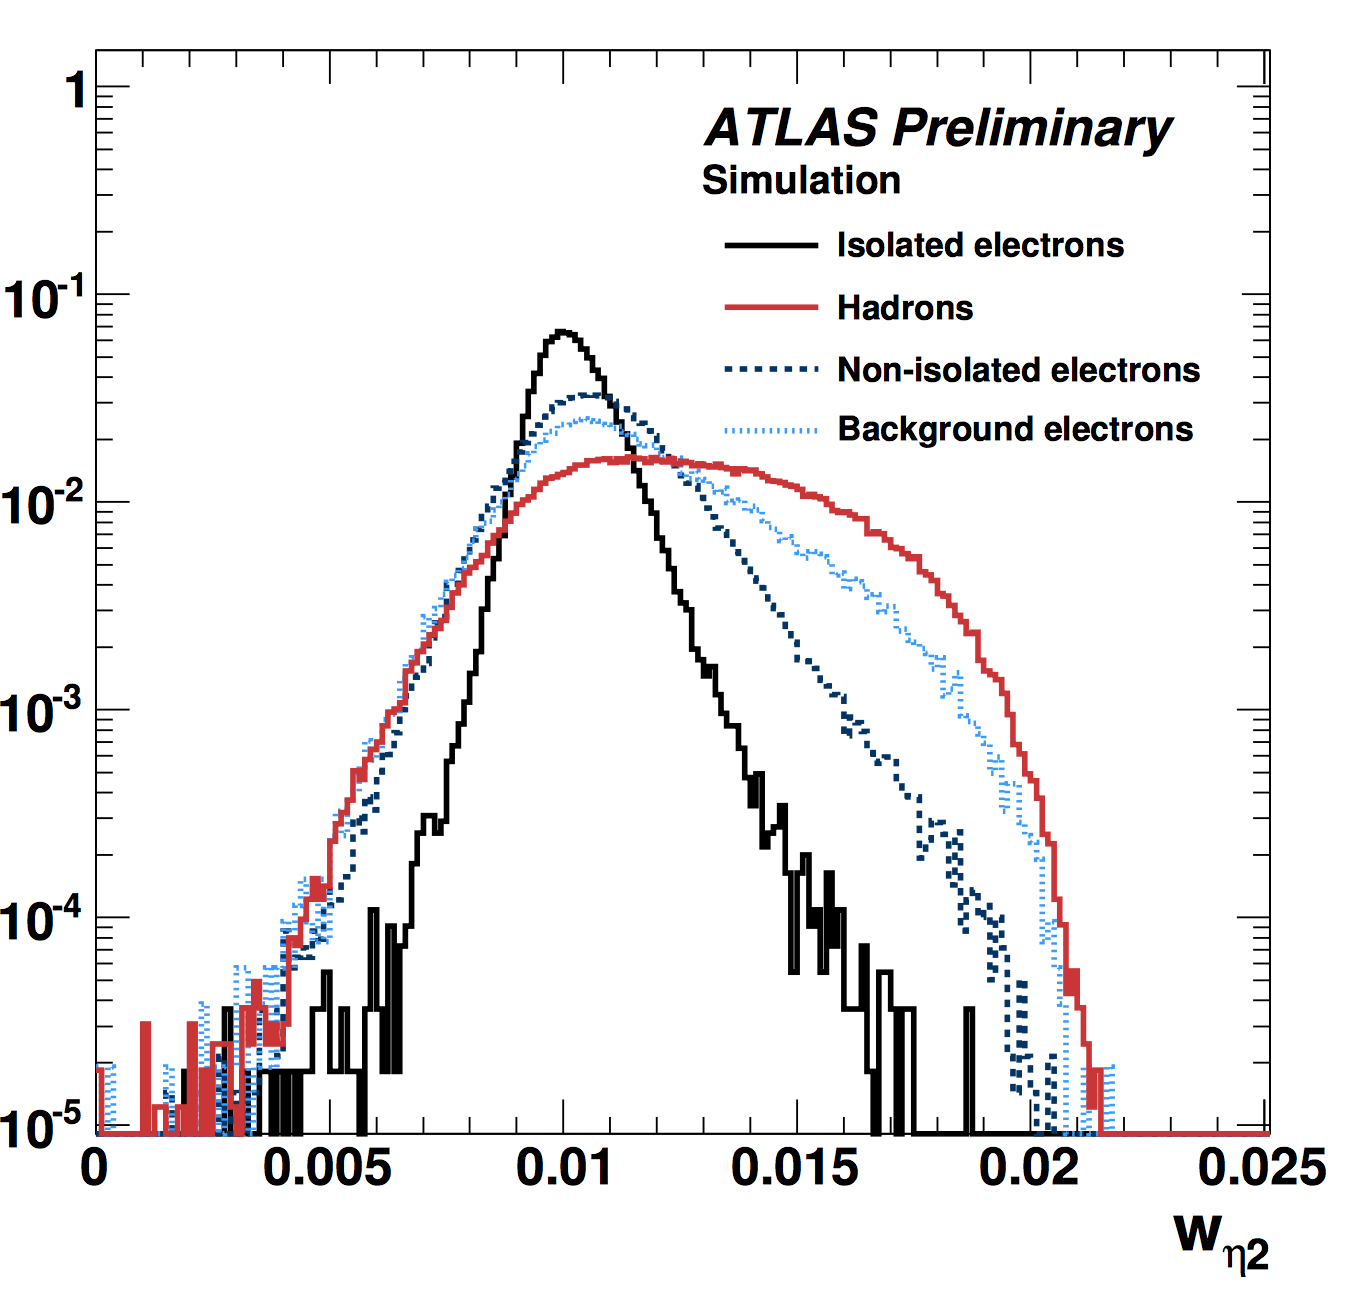 ATLAS Preliminary
Simulation
Isolated electrons
Hadrons
Non-isolated electrons
Background electrons
1
10⁻¹
10⁻²
10⁻³
10⁻⁴
10⁻⁵
0 0.005 0.01 0.015 0.02 0.025
w_η2